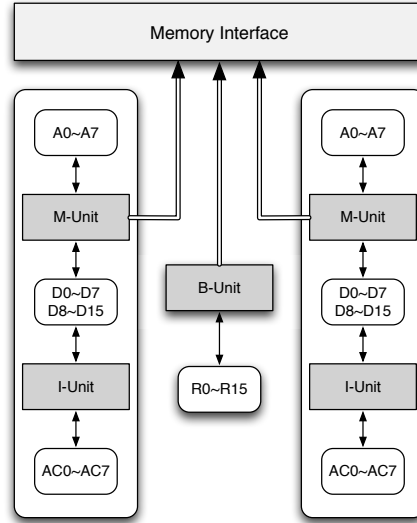 Memory Interface
A0~A7
M-Unit
D0~D7
D8~D15
I-Unit
AC0~AC7
B-Unit
R0~R15
A0~A7
M-Unit
D0~D7
D8~D15
I-Unit
AC0~AC7